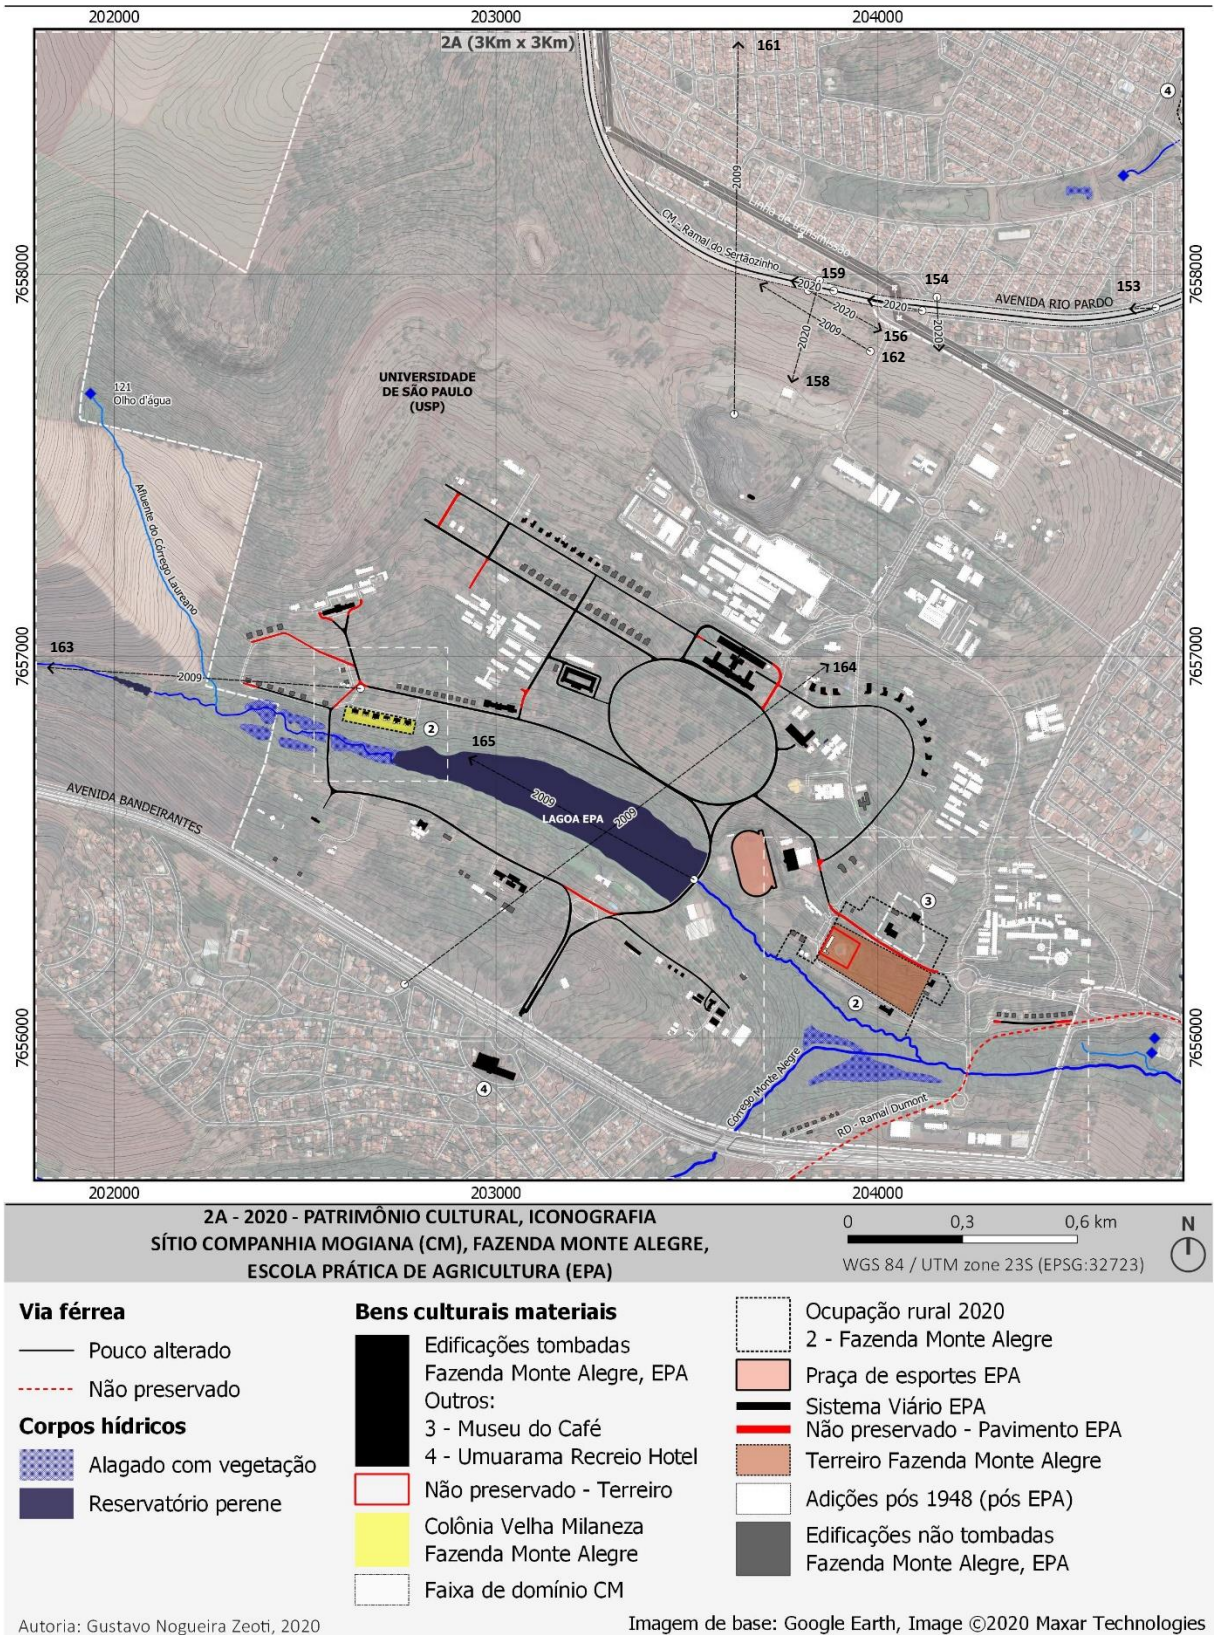 202000 203000 204000
2A (3Km x 3Km)
161
4
2009
Linha de transmissão
CM - Ramal do Sertãozinho
7658000
7658000
159
154
153
2020
2020
AVENIDA RIO PARDO
2020
2009
156
2020
2020
162
158
UNIVERSIDADE
DE SÃO PAULO
(USP)
121
Olho d'água
Afluente do Córrego Laureano
7657000
7657000
163
2009
164
2
165
AVENIDA BANDEIRANTES
2009
LAGOA EPA
2009
3
2
7656000
7656000
4
Córrego Monte Alegre
RD - Ramal Dumont
202000 203000 204000
2A - 2020 - PATRIMÔNIO CULTURAL, ICONOGRAFIA
SÍTIO COMPANHIA MOGIANA (CM), FAZENDA MONTE ALEGRE,
ESCOLA PRÁTICA DE AGRICULTURA (EPA)
0 0,3 0,6 km
WGS 84 / UTM zone 23S (EPSG:32723)
N
Via férrea
Pouco alterado
Não preservado
Corpos hídricos
Alagado com vegetação
Reservatório perene
Bens culturais materiais
Edificações tombadas
Fazenda Monte Alegre, EPA
Outros:
3 - Museu do Café
4 - Umuarama Recreio Hotel
Não preservado - Terreiro
Colônia Velha Milaneza
Fazenda Monte Alegre
Faixa de domínio CM
Ocupação rural 2020
2 - Fazenda Monte Alegre
Praça de esportes EPA
Sistema Viário EPA
Não preservado - Pavimento EPA
Terreiro Fazenda Monte Alegre
Adições pós 1948 (pós EPA)
Edificações não tombadas
Fazenda Monte Alegre, EPA
Autoria: Gustavo Nogueira Zeoti, 2020
Imagem de base: Google Earth, Image ©2020 Maxar Technologies